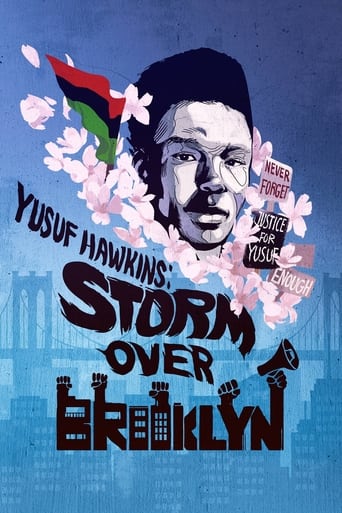 NEVER
FORGET
JUSTICE
FOR
YUSUF
ENOUGH
YUSUF HAWKINS:
STORM
OVER
BROOKLYN